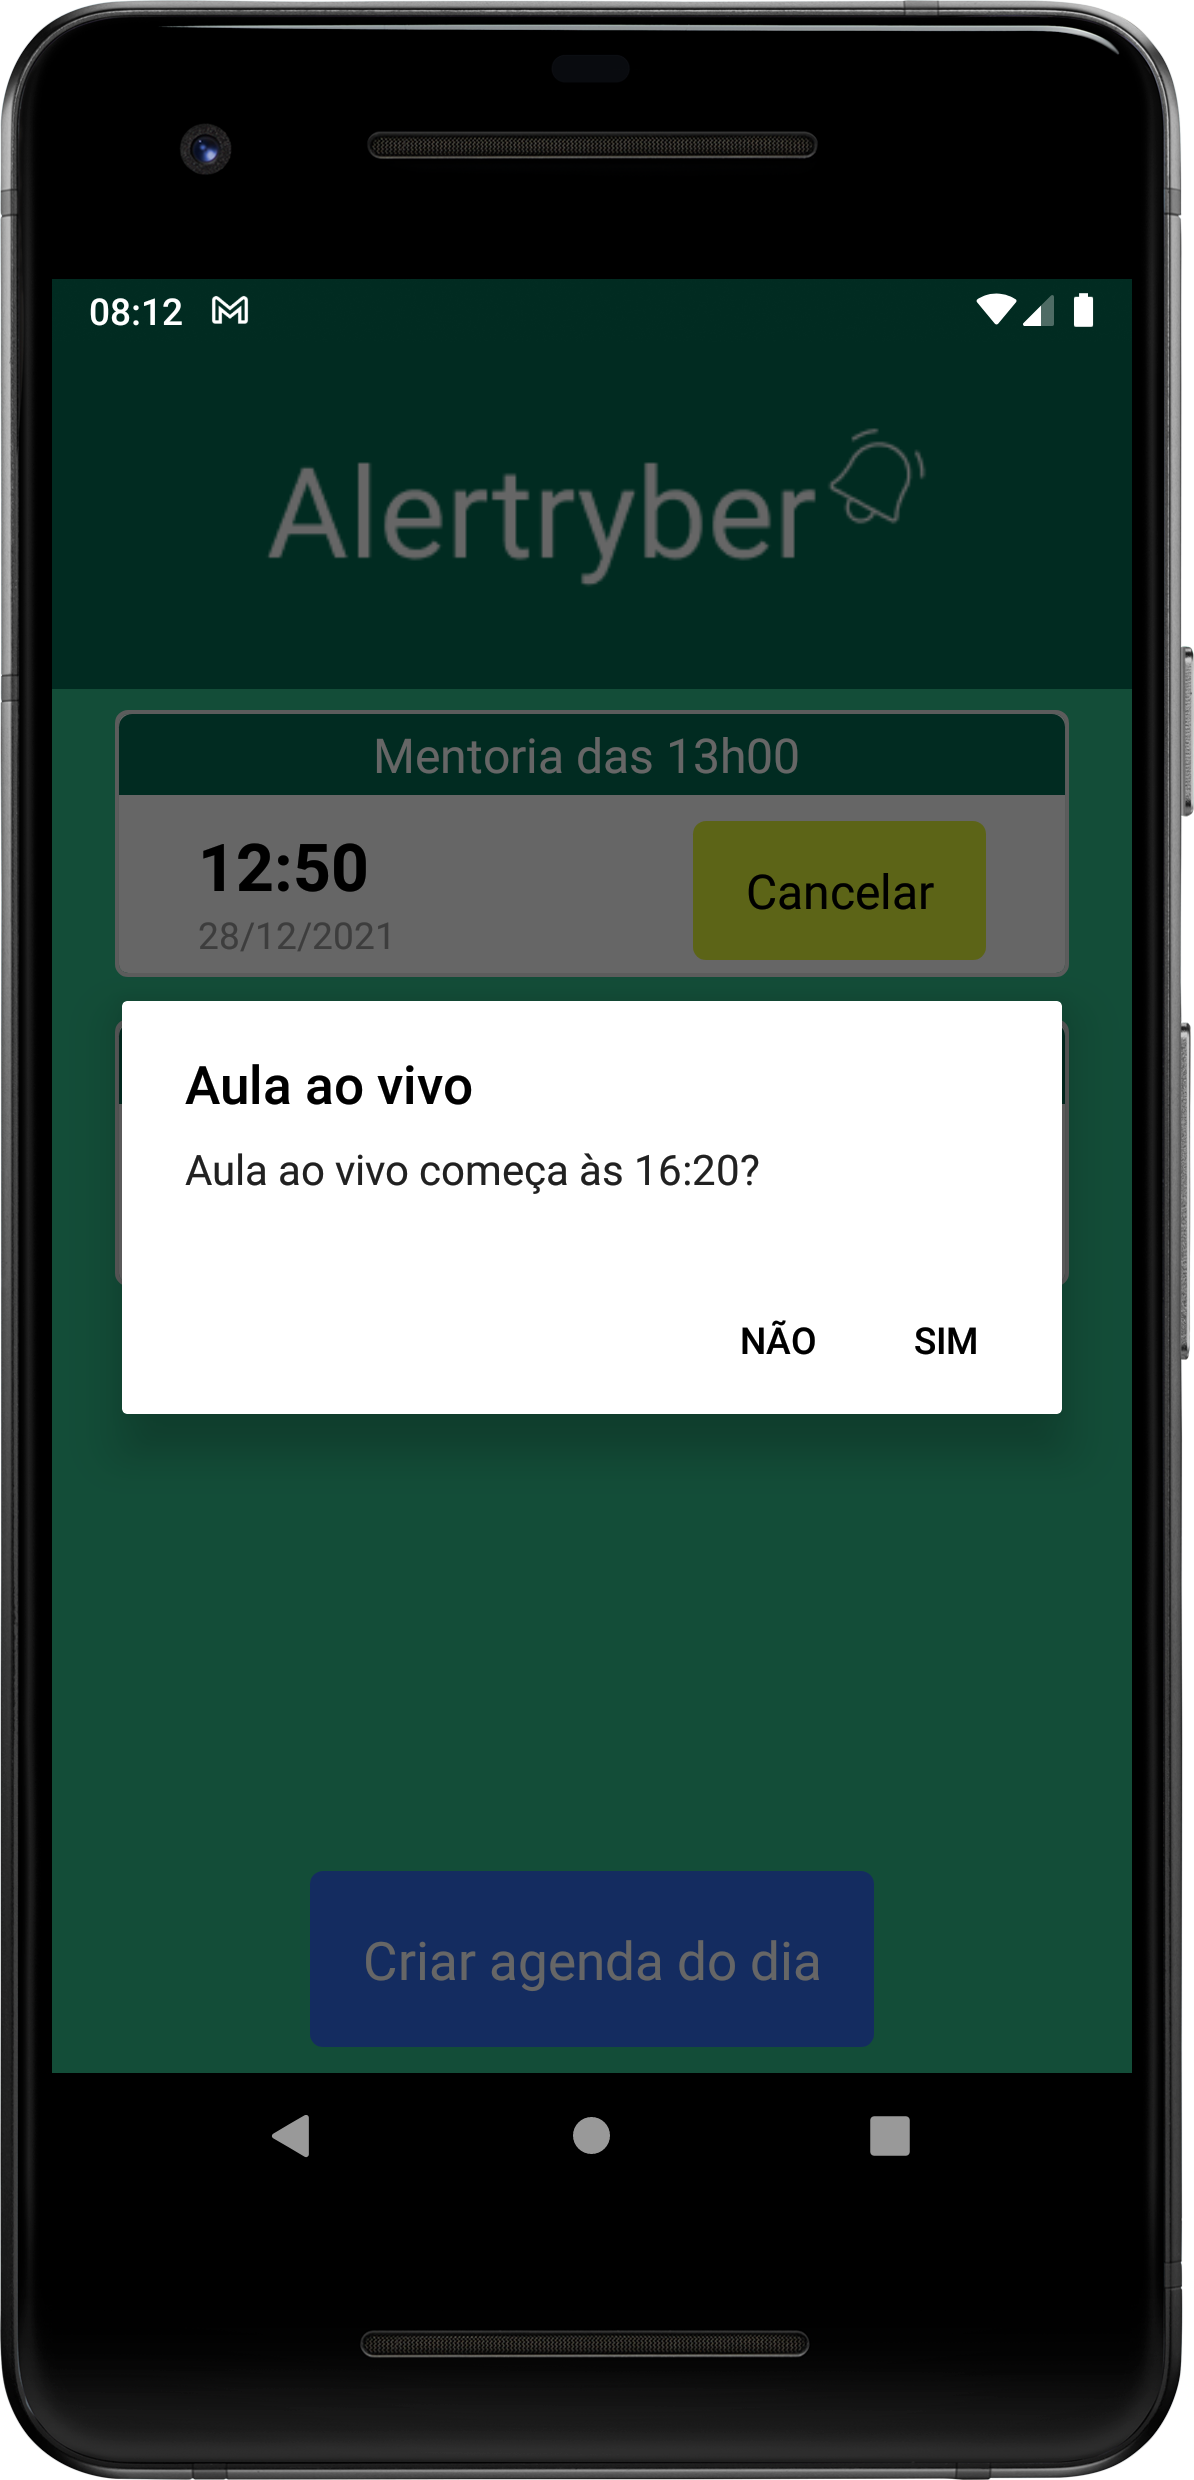 08:12
Alertryber
Mentoria das 13h00
12:50
Cancelar
28/12/2021
Aula ao vivo
Aula ao vivo começa às 16:20?
NÃO SIM
Criar agenda do dia